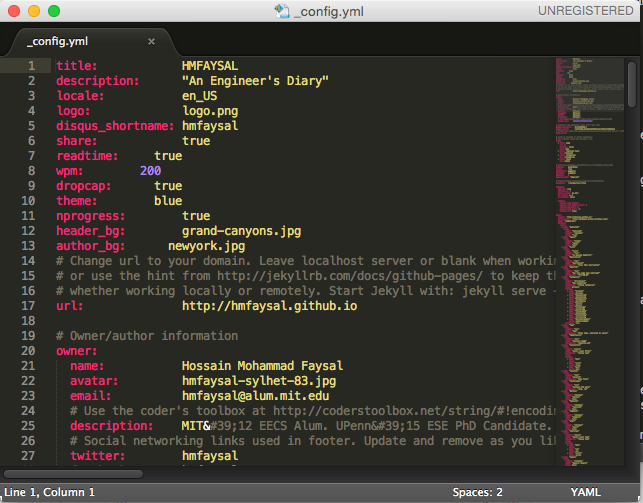 _config.yml
UNREGISTERED
_config.yml ×
1 title: HMFAYSAL
2 description: "An Engineer's Diary"
3 locale: en_US
4 logo: logo.png
5 disqus_shortname: hmfaysal
6 share: true
7 readtime: true
8 wpm: 200
9 dropcap: true
10 theme: blue
11 nprogress: true
12 header_bg: grand-canyons.jpg
13 author_bg: newyork.jpg
14 # Change url to your domain. Leave localhost server or blank when workin
15 # or use the hint from http://jekyllrb.com/docs/github-pages/ to keep th
16 # whether working locally or remotely. Start Jekyll with: jekyll serve -
17 url: http://hmfaysal.github.io
18
19 # Owner/author information
20 owner:
21 name: Hossain Mohammad Faysal
22 avatar: hmfaysal-sylhet-83.jpg
23 email: hmfaysal@alum.mit.edu
24 # Use the coder's toolbox at http://coderstoolbox.net/string/#!encodin
25 description: MIT&#39;12 EECS Alum. UPenn&#39;15 ESE PhD Candidate.
26 # Social networking links used in footer. Update and remove as you lik
27 twitter: hmfaysal
Line 1, Column 1
Spaces: 2
YAML